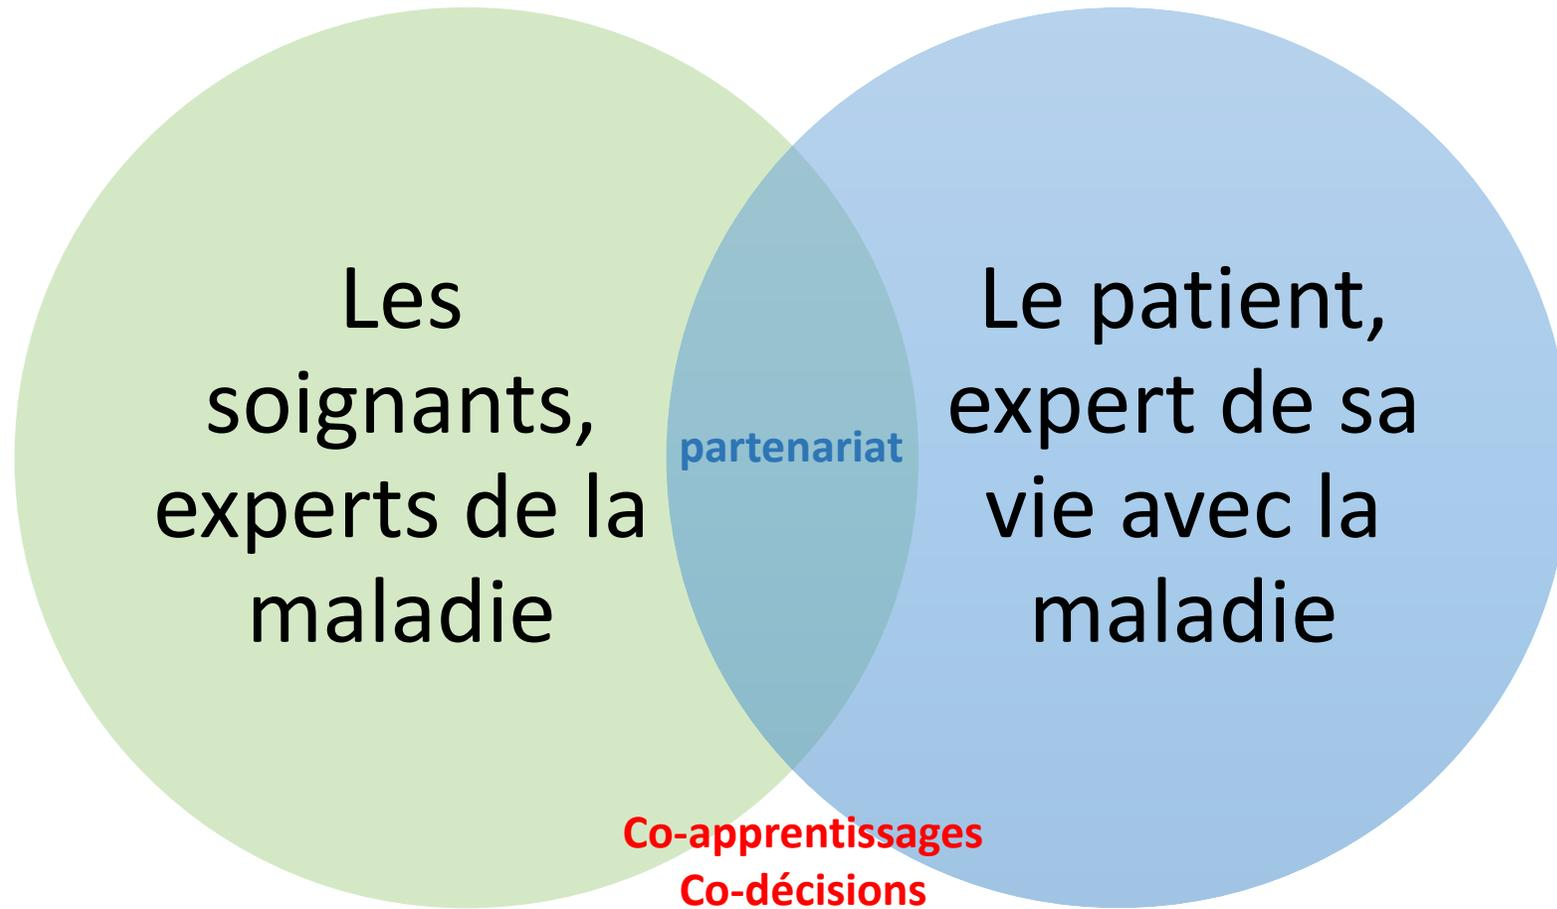 Les
soignants,
experts de la
maladie
partenariat
Le patient,
expert de sa
vie avec la
maladie
Co-apprentissages
Co-décisions